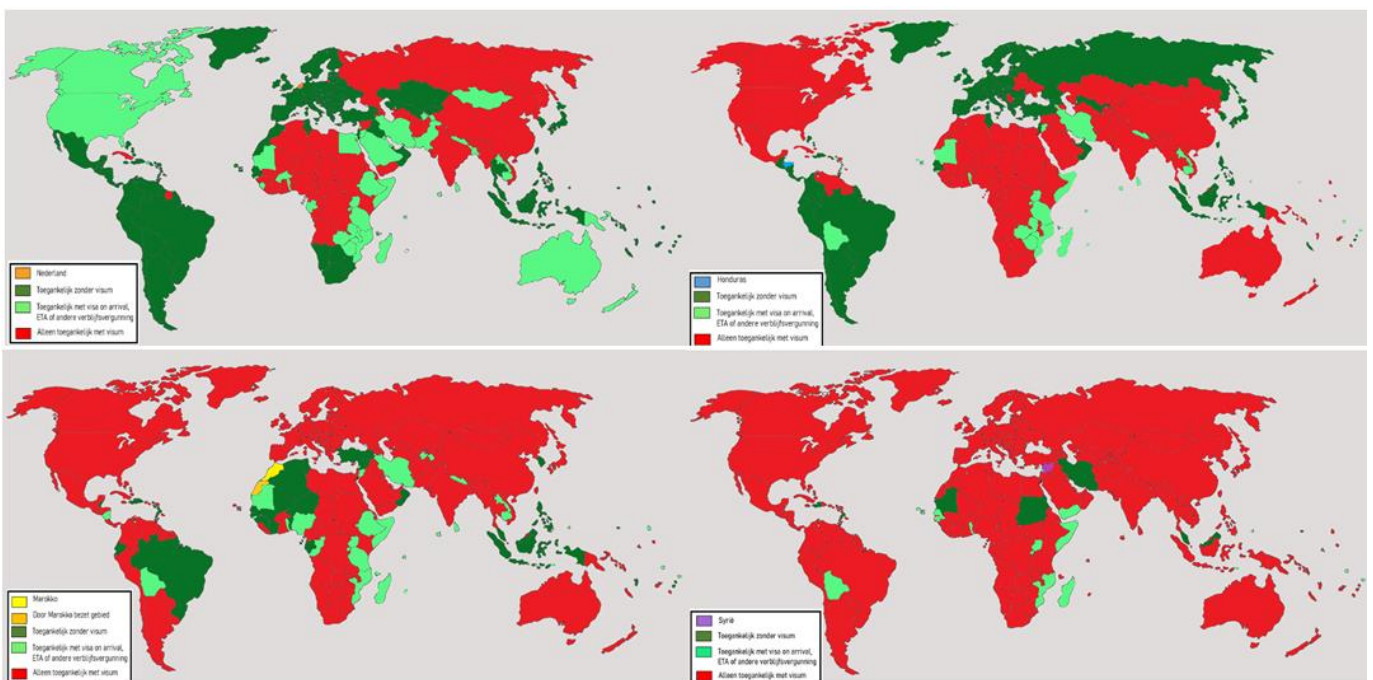 Nederland
Toegankelijk zonder visum
Toegankelijk met visa on arrival,
ETA of andere verblijfsvergunning
Alleen toegankelijk met visum
Honduras
Toegankelijk zonder visum
Toegankelijk met visa on arrival,
ETA of andere verblijfsvergunning
Alleen toegankelijk met visum
Marokko
Door Marokko bezet gebied
Toegankelijk zonder visum
Toegankelijk met visa on arrival,
ETA of andere verblijfsvergunning
Alleen toegankelijk met visum
Syrië
Toegankelijk zonder visum
Toegankelijk met visa on arrival,
ETA of andere verblijfsvergunning
Alleen toegankelijk met visum